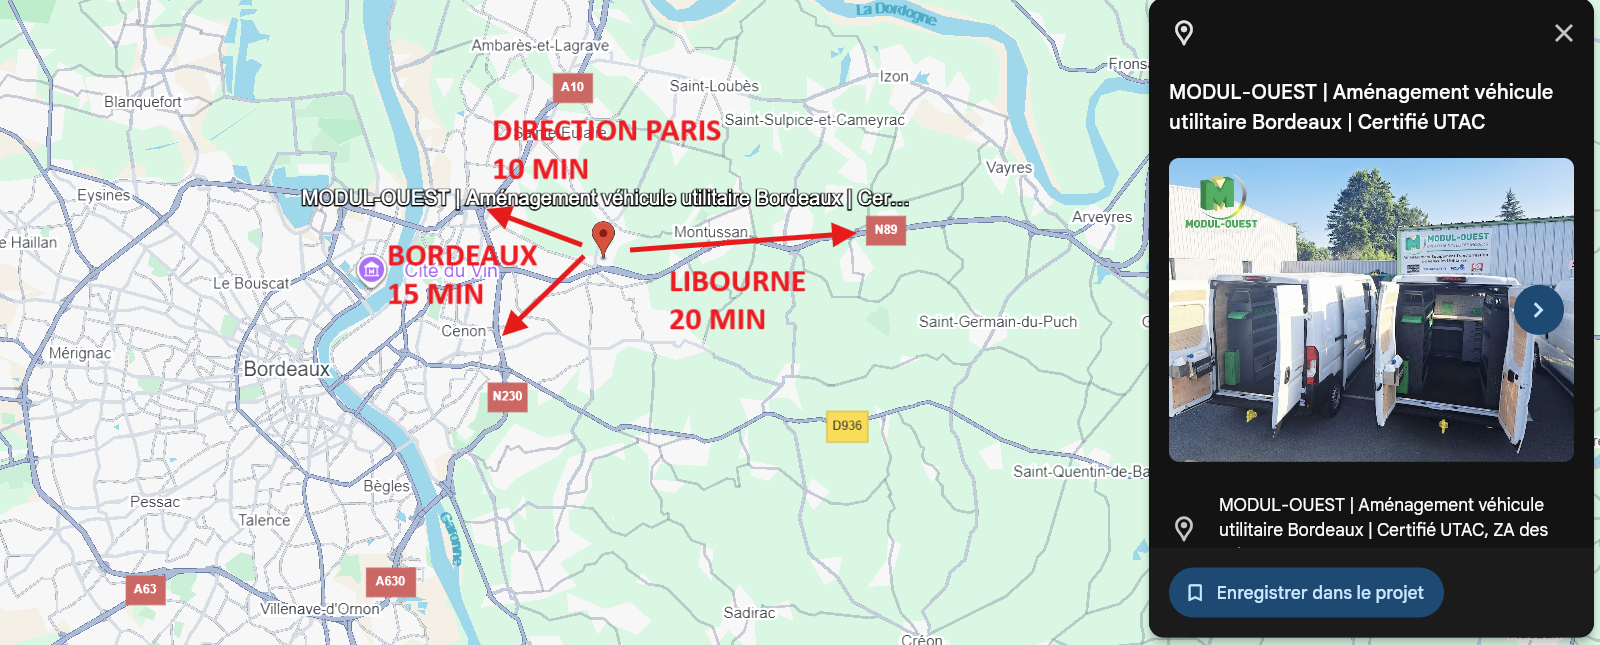 La Dordogne
Ambarès-et-Lagrave
Fronsa
Izon
A10
Saint-Loubès
Blanquefort
Saint-Sulpice-et-Cameyrac
Sainte-Eulalie
DIRECTION PARIS
10 MIN
Vayres
Eysines
MODUL-OUEST | Aménagement véhicule utilitaire Bordeaux | Cer...
Arveyres
Montussan
N89
e Haillan
BORDEAUX
15 MIN
Cité du Vin
Le Bouscat
LIBOURNE
20 MIN
Cenon
Saint-Germain-du-Puch
Mérignac
Bordeaux
N230
D936
Saint-Quentin-de-Ba
Bègles
Pessac
Talence
Garonne
A63
A630
Villenave-d'Ornon
Sadirac
Créon
MODUL-OUEST | Aménagement véhicule
utilitaire Bordeaux | Certifié UTAC
MODUL-OUEST
MODUL-OUEST
MODUL-OUEST | Aménagement véhicule
utilitaire Bordeaux | Certifié UTAC, ZA des
Enregistrer dans le projet